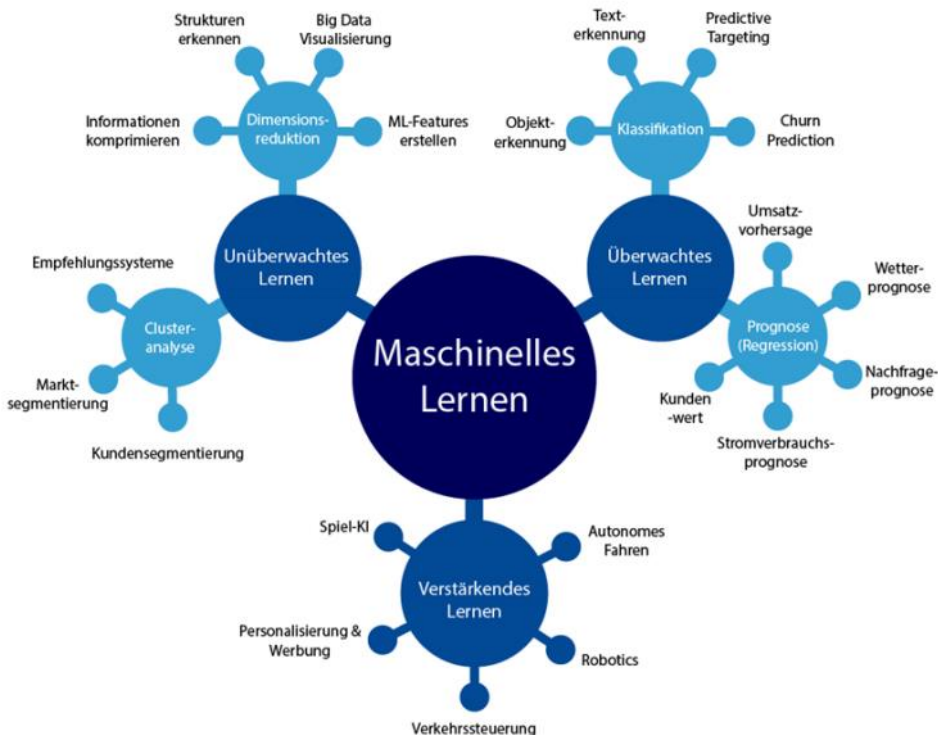 Strukturen
erkennen
Big Data
Visualisierung
Informationen
komprimieren
Dimensions-
reduktion
ML-Features
erstellen
Text-
erkennung
Predictive
Targeting
Objekt-
erkennung
Klassifikation
Churn
Prediction
Unüberwachtes
Lernen
Überwachtes
Lernen
Empfehlungssysteme
Cluster-
analyse
Markt-
segmentierung
Kundensegmentierung
Maschinelles
Lernen
Umsatz-
vorhersage
Wetter-
prognose
Prognose
(Regression)
Nachfrage-
prognose
Kunden
-wert
Stromverbrauchs-
prognose
Spiel-KI
Autonomes
Fahren
Verstärkendes
Lernen
Personalisierung &
Werbung
Robotics
Verkehrssteuerung